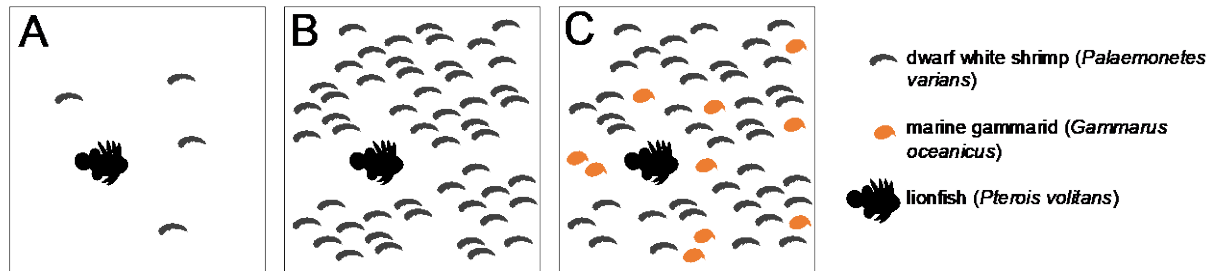 A
B
C
dwarf white shrimp (Palaemonetes
varians)
marine gammarid (Gammarus
oceanicus)
lionfish (Pterois volitans)